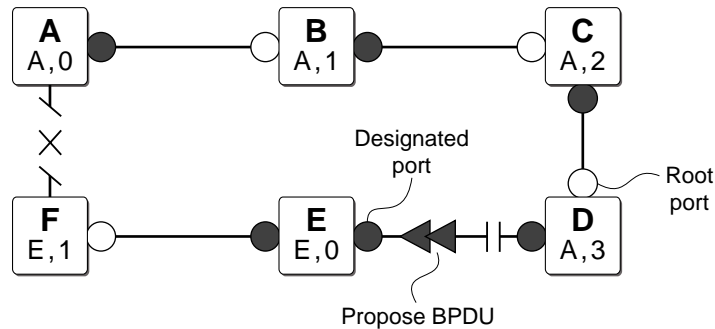 A
A,0
B
A,1
C
A,2
Designated
port
Root
port
F
E,1
E
E,0
D
A,3
Propose BPDU